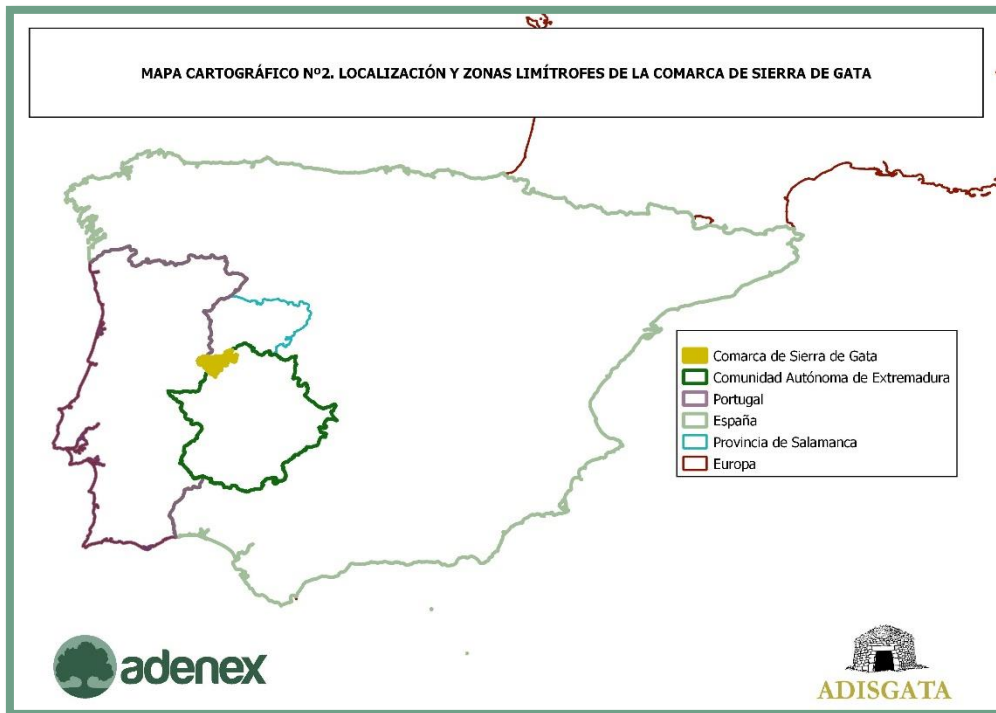 MAPA CARTOGRÁFICO Nº2. LOCALIZACIÓN Y ZONAS LIMÍTROFES DE LA COMARCA DE SIERRA DE GATA
Comarca de Sierra de Gata
Comunidad Autónoma de Extremadura
Portugal
España
Provincia de Salamanca
Europa
adenex
ADISGATA